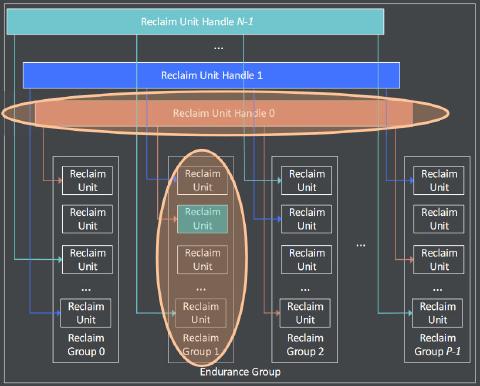 Reclaim Unit Handle N-1
...
Reclaim Unit Handle 1
Reclaim Unit Handle 0
Reclaim
Unit
Reclaim
Unit
Reclaim
Unit
...
Reclaim
Unit
Reclaim
Group 0
Reclaim
Unit
Reclaim
Unit
Reclaim
Unit
...
Reclaim
Unit
Reclaim
Group 1
Reclaim
Unit
Reclaim
Unit
Reclaim
Unit
...
Reclaim
Unit
Reclaim
Group 2
...
Reclaim
Unit
Reclaim
Unit
Reclaim
Unit
...
Reclaim
Unit
Reclaim
Group P-1
Endurance Group